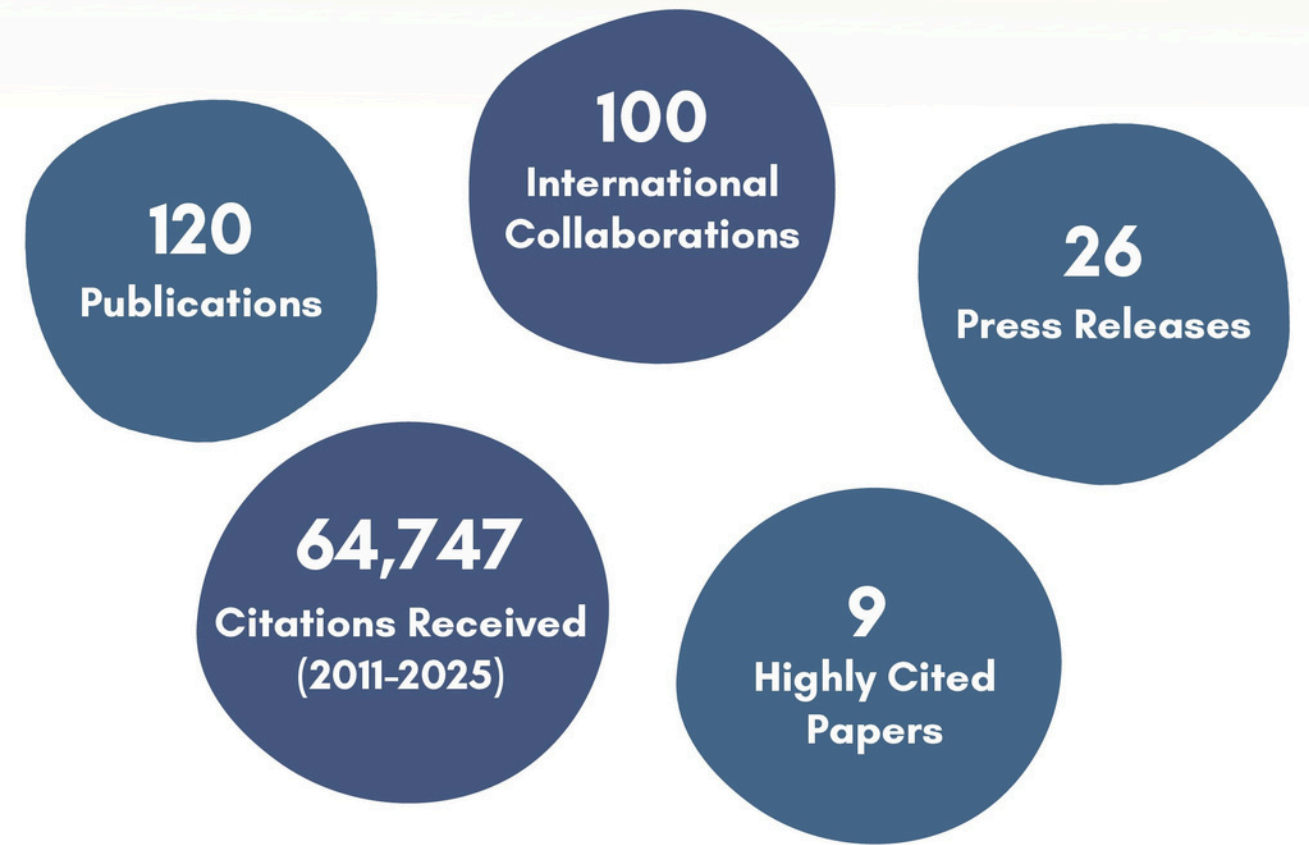 120
Publications
100
International
Collaborations
26
Press Releases
64,747
Citations Received
(2011-2025)
9
Highly Cited
Papers